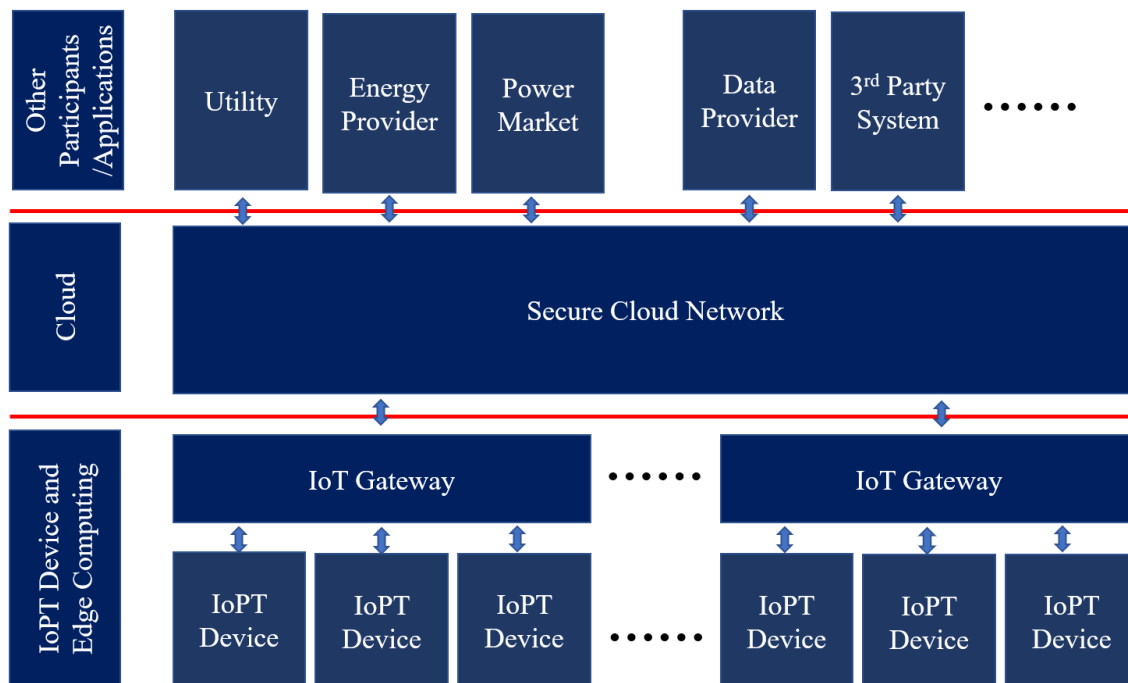 Other
Participants
/Applications
Utility
Energy
Provider
Power
Market
Data
Provider
3rd Party
System
......
Cloud
Secure Cloud Network
IoPT Device and
Edge Computing
IoT Gateway
......
IoT Gateway
IoPT
Device
IoPT
Device
IoPT
Device
......
IoPT
Device
IoPT
Device
IoPT
Device